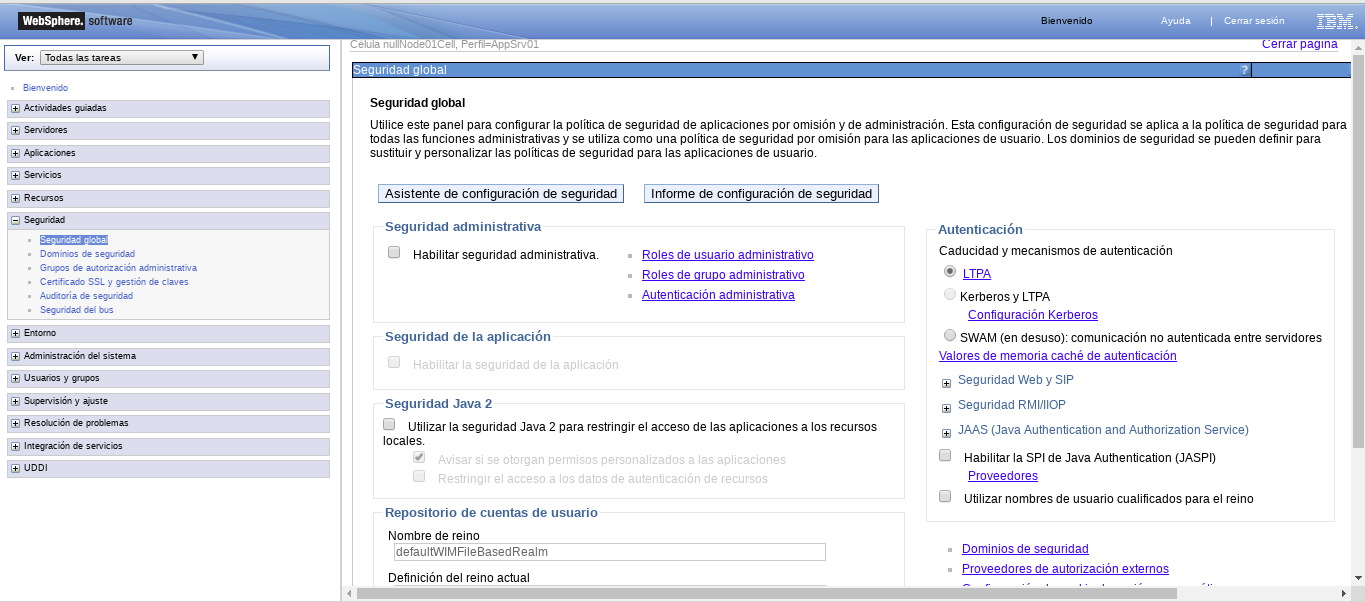 WebSphere. software
Bienvenido
Ayuda | Cerrar sesión
IBM.
Ver: Todas las tareas
Bienvenido
Actividades guiadas
Servidores
Aplicaciones
Servicios
Recursos
Seguridad
Seguridad global
Dominios de seguridad
Grupos de autorización administrativa
Certificado SSL y gestión de claves
Auditoría de seguridad
Seguridad del bus
Entorno
Administración del sistema
Usuarios y grupos
Supervisión y ajuste
Resolución de problemas
Integración de servicios
UDDI
Célula nullNode01Cell, Perfil=AppSrv01
Cerrar página
Seguridad global
?
Seguridad global
Utilice este panel para configurar la política de seguridad de aplicaciones por omisión y de administración. Esta configuración de seguridad se aplica a la política de seguridad para
todas las funciones administrativas y se utiliza como una política de seguridad por omisión para las aplicaciones de usuario. Los dominios de seguridad se pueden definir para
sustituir y personalizar las políticas de seguridad para las aplicaciones de usuario.
Asistente de configuración de seguridad
Informe de configuración de seguridad
Seguridad administrativa
Habilitar seguridad administrativa.
Roles de usuario administrativo
Roles de grupo administrativo
Autenticación administrativa
Seguridad de la aplicación
Habilitar la seguridad de la aplicación
Seguridad Java 2
Utilizar la seguridad Java 2 para restringir el acceso de las aplicaciones a los recursos
locales.
Avisar si se otorgan permisos personalizados a las aplicaciones
Restringir el acceso a los datos de autenticación de recursos
Repositorio de cuentas de usuario
Nombre de reino
defaultWIMFileBasedRealm
Definición del reino actual
Autenticación
Caducidad y mecanismos de autenticación
LTPA
Kerberos y LTPA
Configuración Kerberos
SWAM (en desuso): comunicación no autenticada entre servidores
Valores de memoria caché de autenticación
Seguridad Web y SIP
Seguridad RMI/IIOP
JAAS (Java Authentication and Authorization Service)
Habilitar la SPI de Java Authentication (JASPI)
Proveedores
Utilizar nombres de usuario cualificados para el reino
Dominios de seguridad
Proveedores de autorización externos